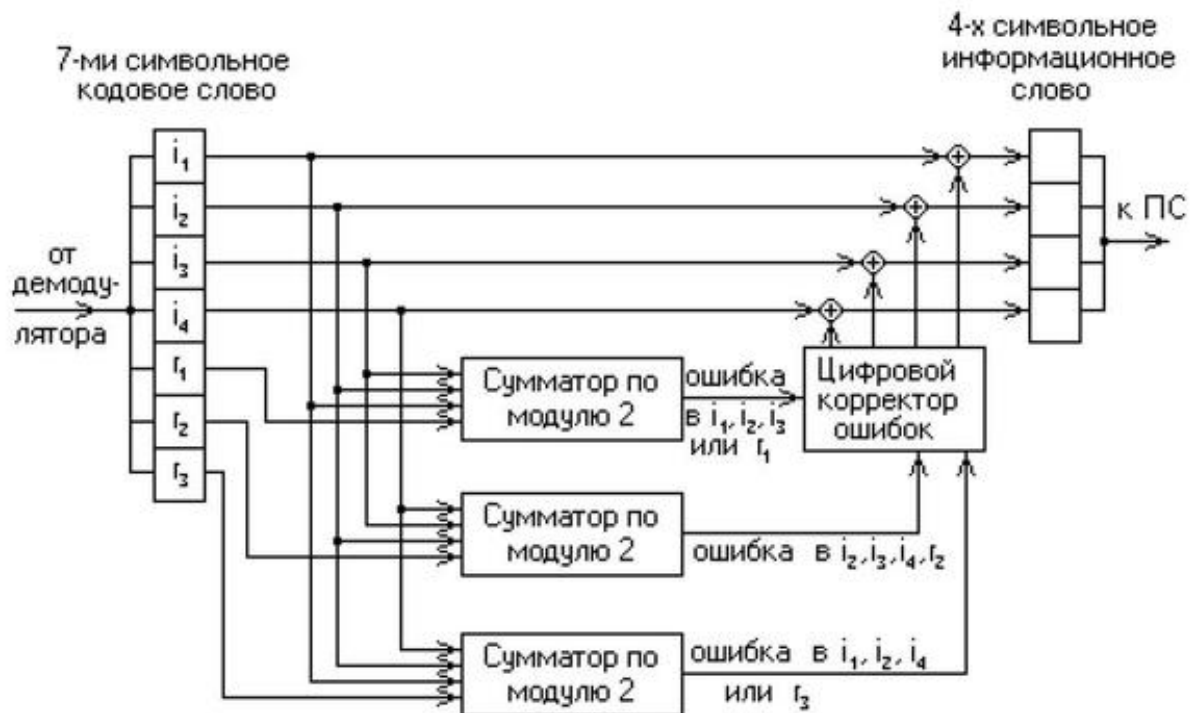 7-ми символьное
кодовое слово
4-х символьное
информационное
слово
i₁
i₂
i₃
i₄
r₁
r₂
r₃
от
демоду-
лятора
к ПС
Сумматор по
модулю 2
ошибка
в i₁, i₂, i₃
или r₁
Цифровой
корректор
ошибок
Сумматор по
модулю 2
ошибка в i₂, i₃, i₄, r₂
Сумматор по
модулю 2
ошибка в i₁, i₂, i₄
или r₃